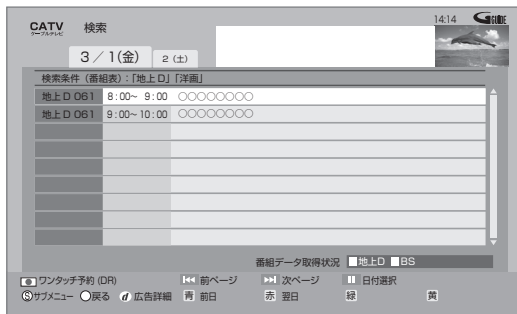 CATV 検索 14:14 G GUIDE
ケーブルテレビ
3／1(金) 2 (土)
検索条件（番組表）：「地上D」「洋画」
地上D 061 8:00～ 9:00 ○○○○○○○○
地上D 061 9:00～10:00 ○○○○○○○○
番組データ取得状況 地上D BS
ワンタッチ予約 (DR) 前ページ 次ページ 日付選択
Ⓢサブメニュー 戻る d 広告詳細 青 前日 赤 翌日 緑 黄